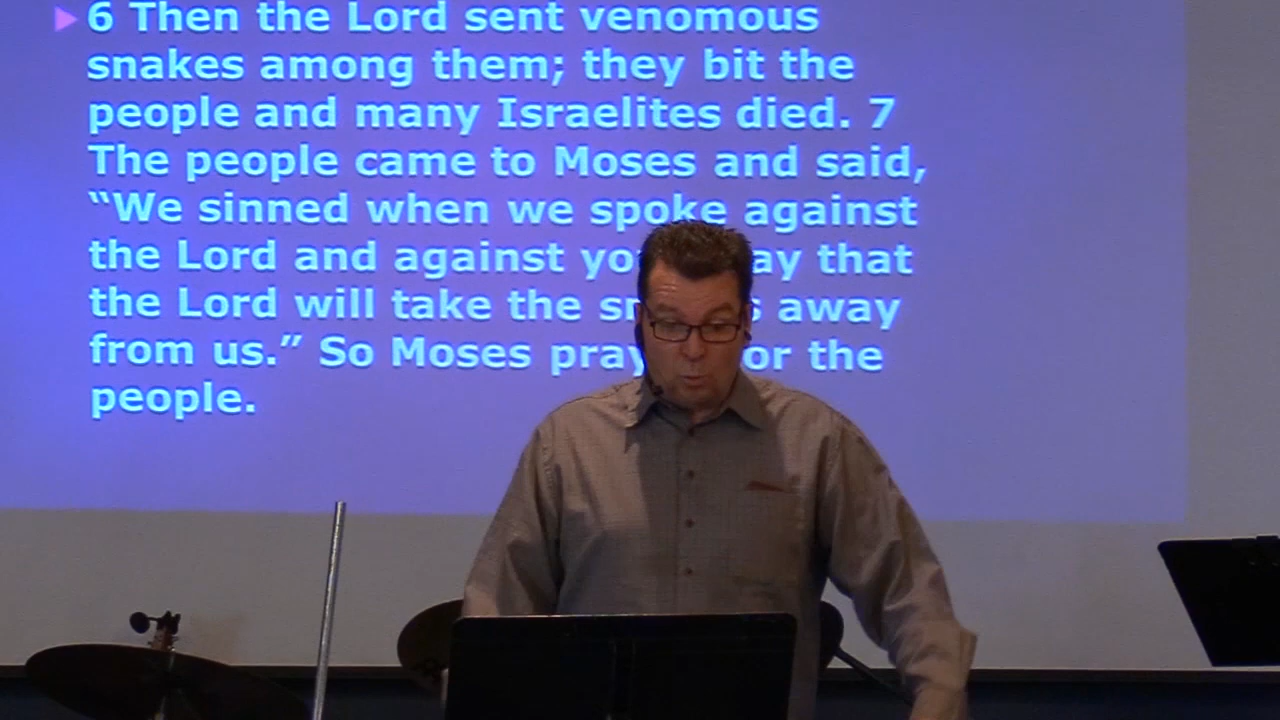 6 Then the Lord sent venomous
snakes among them; they bit the
people and many Israelites died. 7
The people came to Moses and said,
“We sinned when we spoke against
the Lord and against that
the Lord will take the away
from us.” So Moses the
people.